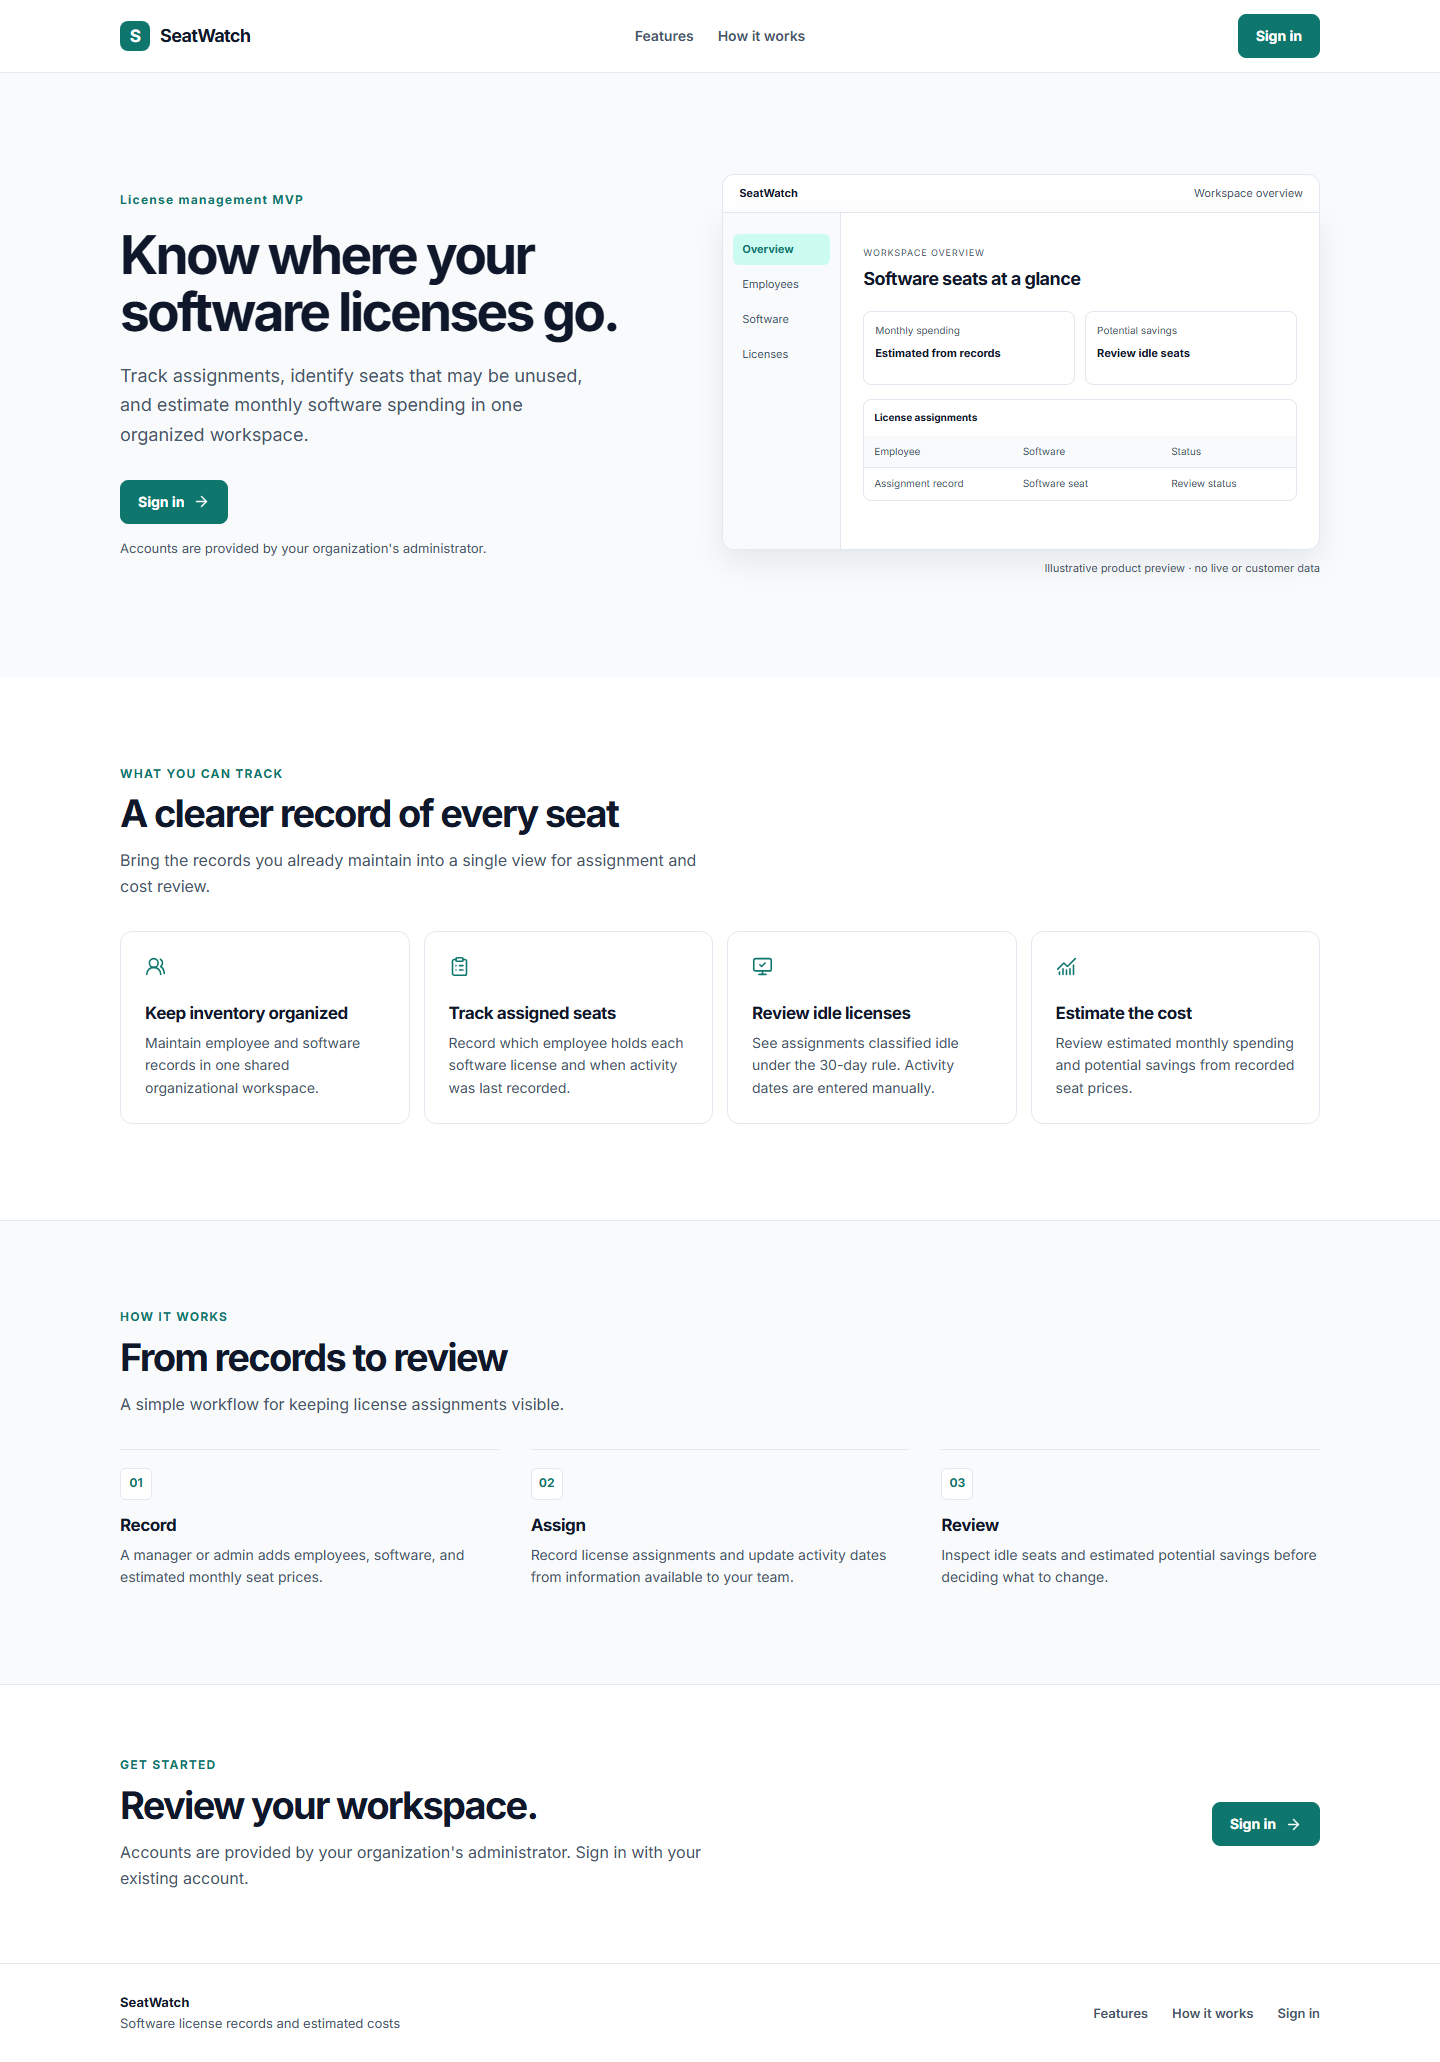 S SeatWatch
Features How it works
Sign in
License management MVP
Know where your
software licenses go.
Track assignments, identify seats that may be unused,
and estimate monthly software spending in one
organized workspace.
Sign in →
Accounts are provided by your organization's administrator.
SeatWatch Workspace overview
Overview
Employees
Software
Licenses
WORKSPACE OVERVIEW
Software seats at a glance
Monthly spending
Estimated from records
Potential savings
Review idle seats
License assignments
Employee Software Status
Assignment record Software seat Review status
Illustrative product preview · no live or customer data
WHAT YOU CAN TRACK
A clearer record of every seat
Bring the records you already maintain into a single view for assignment and
cost review.
Keep inventory organized
Maintain employee and software
records in one shared
organizational workspace.
Track assigned seats
Record which employee holds each
software license and when activity
was last recorded.
Review idle licenses
See assignments classified idle
under the 30-day rule. Activity
dates are entered manually.
Estimate the cost
Review estimated monthly spending
and potential savings from recorded
seat prices.
HOW IT WORKS
From records to review
A simple workflow for keeping license assignments visible.
01
Record
A manager or admin adds employees, software, and
estimated monthly seat prices.
02
Assign
Record license assignments and update activity dates
from information available to your team.
03
Review
Inspect idle seats and estimated potential savings before
deciding what to change.
GET STARTED
Review your workspace.
Accounts are provided by your organization's administrator. Sign in with your
existing account.
Sign in →
SeatWatch
Software license records and estimated costs
Features How it works Sign in